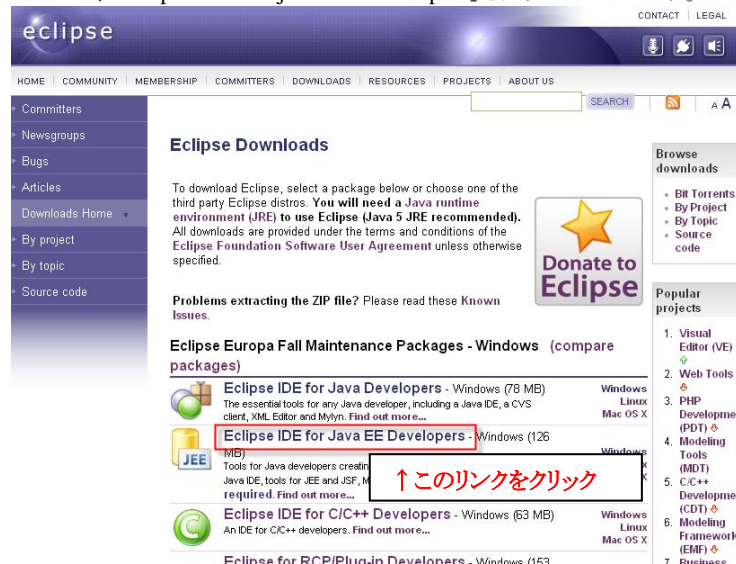 CONTACT | LEGAL
eclipse
HOME | COMMUNITY | MEMBERSHIP | COMMITTERS | DOWNLOADS | RESOURCES | PROJECTS | ABOUT US
SEARCH
A A
Committers
Newsgroups
Bugs
Articles
Downloads Home
By project
By topic
Source code
Eclipse Downloads
To download Eclipse, select a package below or choose one of the
third party Eclipse distros. You will need a Java runtime
environment (JRE) to use Eclipse (Java 5 JRE recommended).
All downloads are provided under the terms and conditions of the
Eclipse Foundation Software User Agreement unless otherwise
specified.
Problems extracting the ZIP file? Please read these Known
Issues.
Donate to
Eclipse
Eclipse Europa Fall Maintenance Packages - Windows (compare
packages)
Eclipse IDE for Java Developers - Windows (78 MB)
The essential tools for any Java developer, including a Java IDE, a CVS
client, XML Editor and Mylyn. Find out more...
Windows
Linux
Mac OS X
Eclipse IDE for Java EE Developers - Windows (126
MB)
JEE
Tools for Java developers creatin
Java IDE, tools for JEE and JSF, M
required. Find out more...
Windows
x
X
↑このリンクをクリック
Eclipse IDE for C/C++ Developers - Windows (63 MB)
An IDE for C/C++ developers. Find out more...
Windows
Linux
Mac OS X
Eclipse for RCP/Plug-in Developers - Windows (153
Browse
downloads
Bit Torrents
By Project
By Topic
Source
code
Popular
projects
1. Visual
Editor (VE)
2. Web Tools
3. PHP
Developme
(PDT)
4. Modeling
Tools
(MDT)
5. C/C++
Developme
(CDT)
6. Modeling
Framework
(EMF)
7. Business